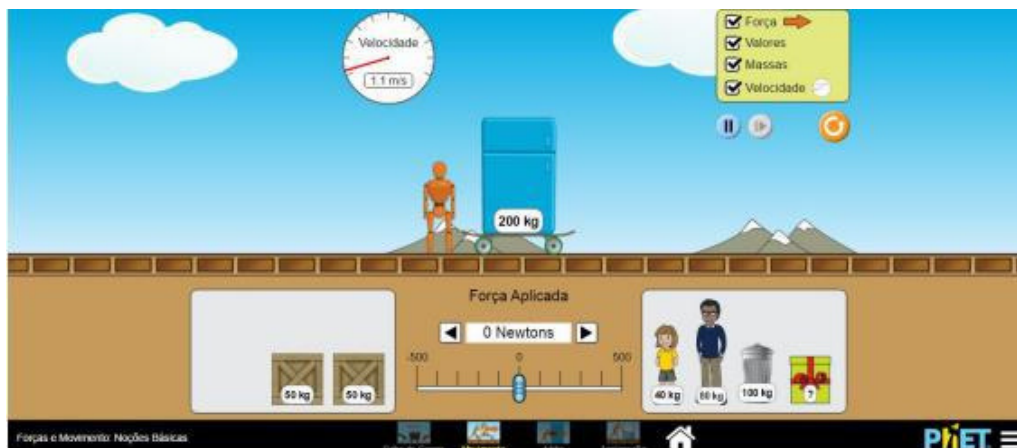 Velocidade
1.1 m/s
Força
Valores
Massas
Velocidade
200 kg
Força Aplicada
0 Newtons
-500 0 500
50 kg 50 kg
40 kg 80 kg 100 kg ?
Forças e Movimento: Noções Básicas
PhET